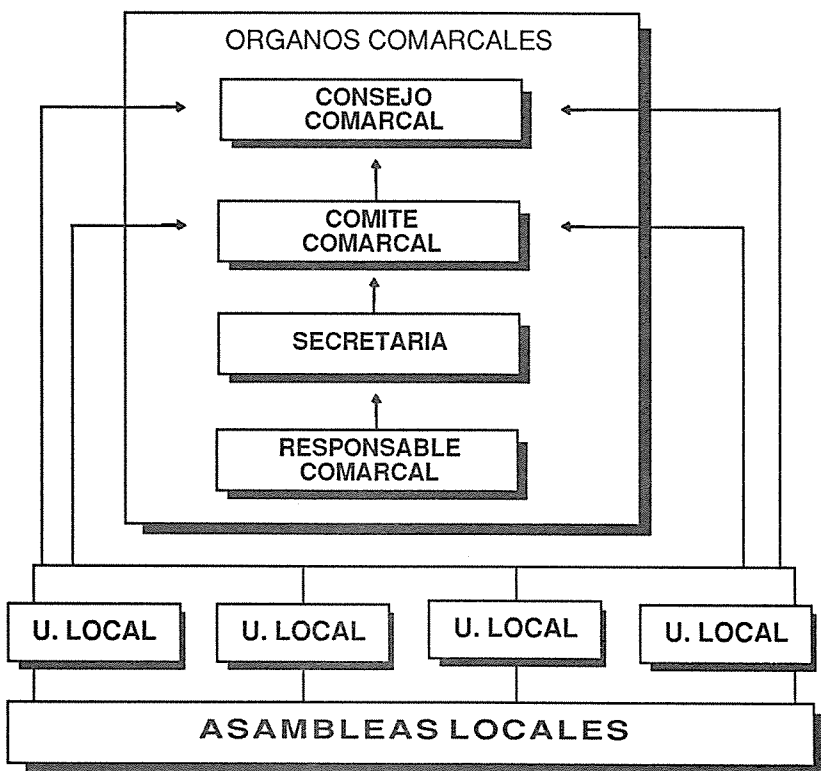 ORGANOS COMARCALES
CONSEJO
COMARCAL
COMITE
COMARCAL
SECRETARIA
RESPONSABLE
COMARCAL
U. LOCAL
U. LOCAL
U. LOCAL
U. LOCAL
ASAMBLEAS LOCALES